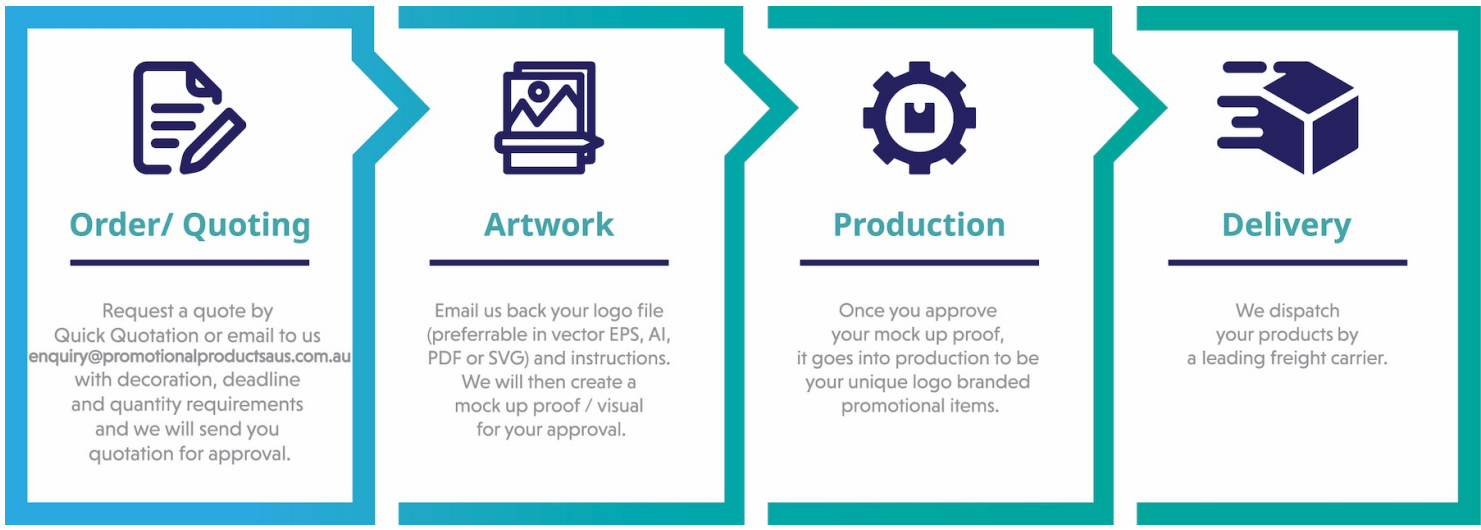 Order/ Quoting
Request a quote by
Quick Quotation or email to us
enquiry@promotionalproductsaus.com.au
with decoration, deadline
and quantity requirements
and we will send you
quotation for approval.
Artwork
Email us back your logo file
(preferrable in vector EPS, AI,
PDF or SVG) and instructions.
We will then create a
mock up proof / visual
for your approval.
Production
Once you approve
your mock up proof,
it goes into production to be
your unique logo branded
promotional items.
Delivery
We dispatch
your products by
a leading freight carrier.